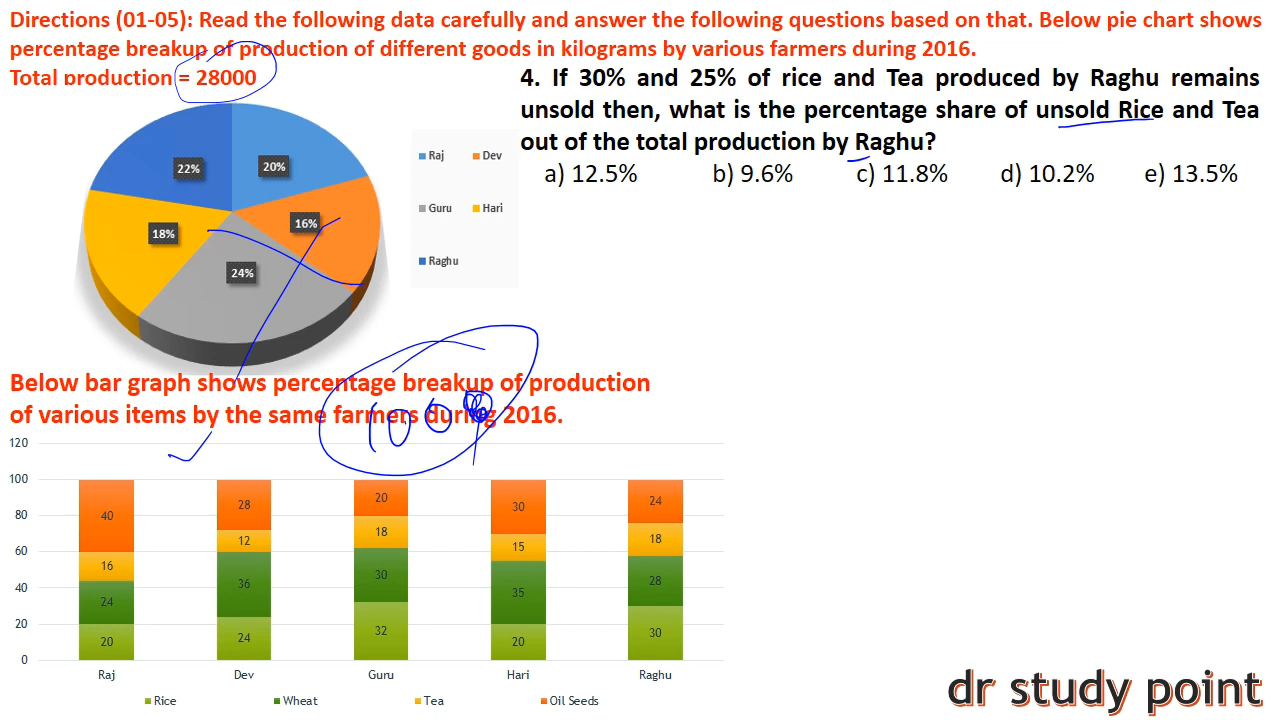 Directions (01-05): Read the following data carefully and answer the following questions based on that. Below pie chart shows
percentage breakup of production of different goods in kilograms by various farmers during 2016.
Total production = 28000
4. If 30% and 25% of rice and Tea produced by Raghu remains
unsold then, what is the percentage share of unsold Rice and Tea
out of the total production by Raghu?
a) 12.5% b) 9.6% c) 11.8% d) 10.2% e) 13.5%
22% 20%
18% 16%
24%
Raj Dev
Guru Hari
Raghu
Below bar graph shows percentage breakup of production
of various items by the same farmers during 2016.
100
120
100
80
60
40
20
0
40 28 20 30 24
16 12 18 15 18
24 36 30 35 28
20 24 32 20 30
Raj Dev Guru Hari Raghu
Rice Wheat Tea Oil Seeds
dr study point